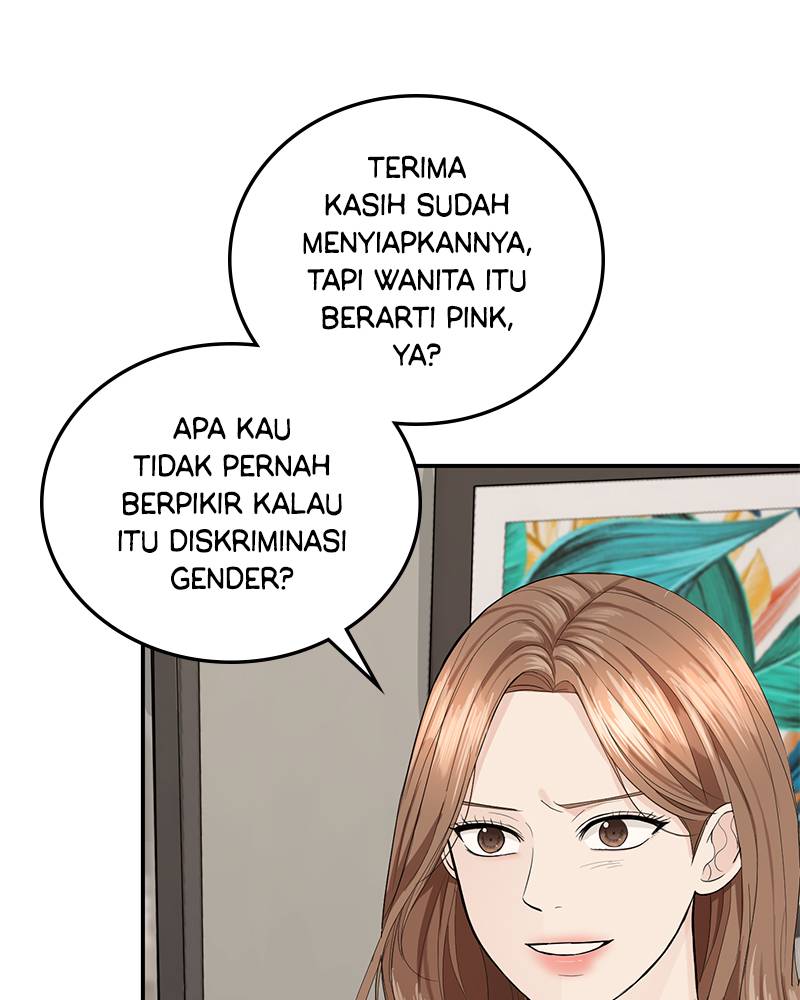 TERIMA
KASIH SUDAH
MENYIAPKANNYA,
TAPI WANITA ITU
BERARTI PINK,
YA?
APA KAU
TIDAK PERNAH
BERPIKIR KALAU
ITU DISKRIMINASI
GENDER?